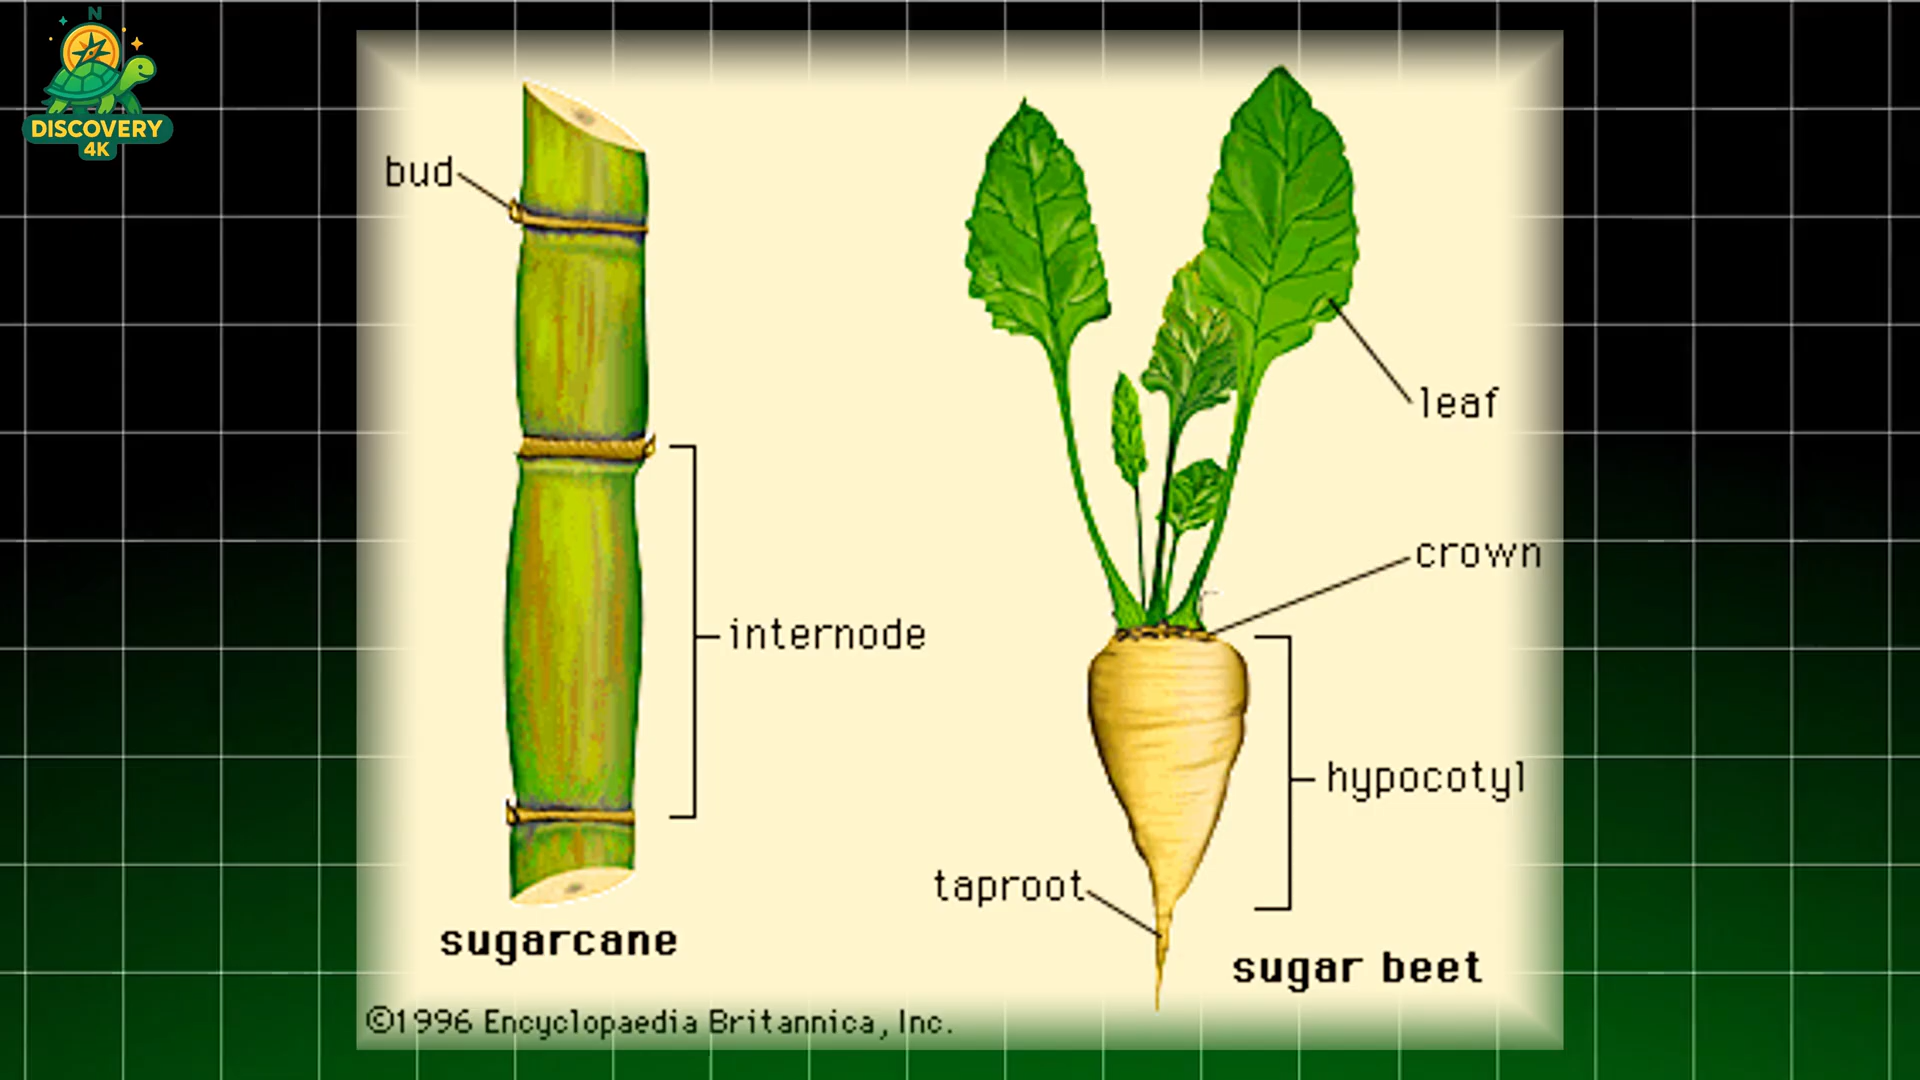 N
DISCOVERY
4K
bud
leaf
crown
internode
hypocotyl
taproot
sugarcane
sugar beet
©1996 Encyclopaedia Britannica, Inc.